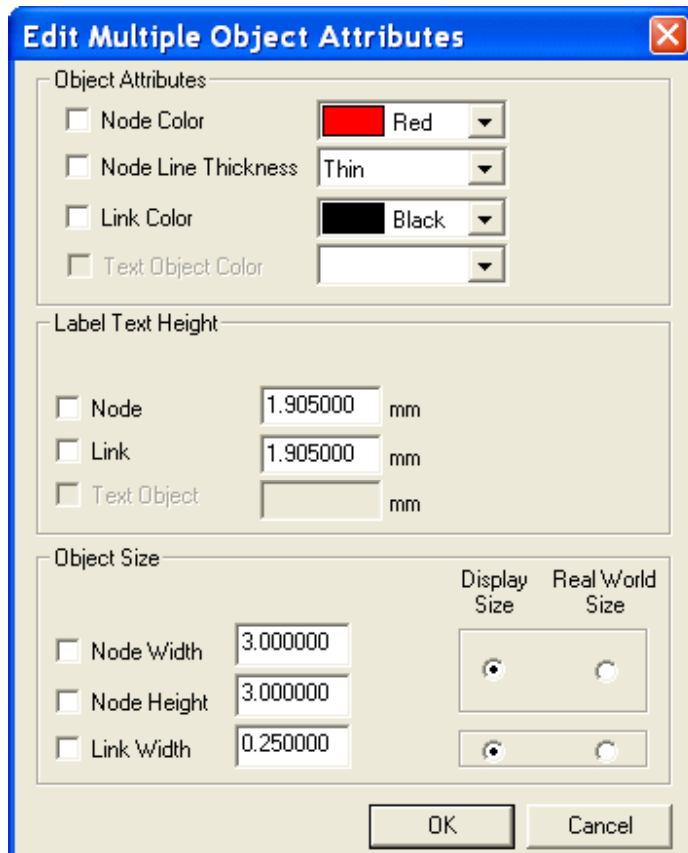 Edit Multiple Object Attributes
Object Attributes
Node Color Red
Node Line Thickness Thin
Link Color Black
Text Object Color
Label Text Height
Node 1.905000 mm
Link 1.905000 mm
Text Object mm
Object Size
Display Real World
Size Size
Node Width 3.000000
Node Height 3.000000
Link Width 0.250000
OK Cancel